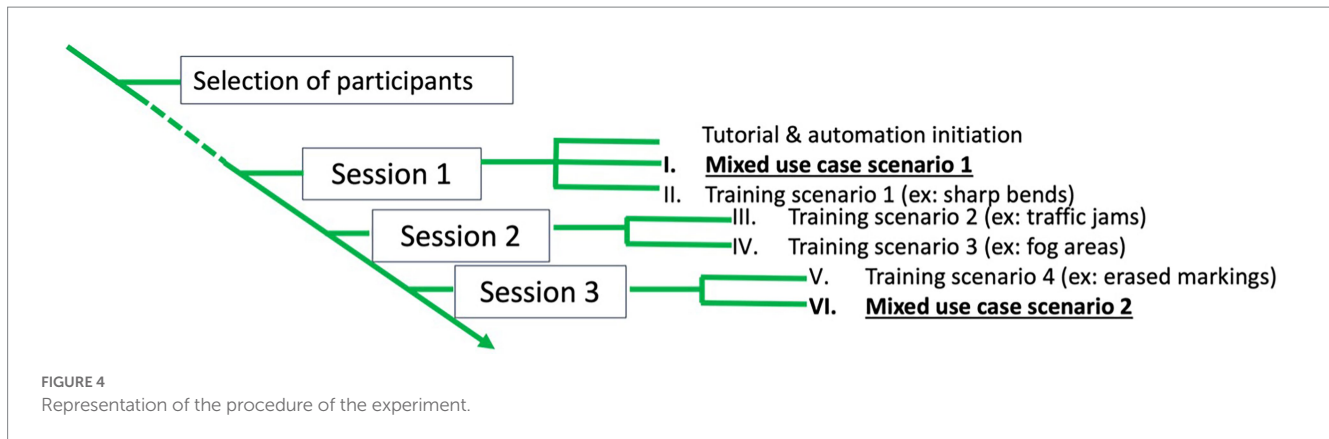 Selection of participants
Tutorial & automation initiation
Session 1
I. Mixed use case scenario 1
II. Training scenario 1 (ex: sharp bends)
Session 2
III. Training scenario 2 (ex: traffic jams)
IV. Training scenario 3 (ex: fog areas)
Session 3
V. Training scenario 4 (ex: erased markings)
VI. Mixed use case scenario 2
FIGURE 4
Representation of the procedure of the experiment.